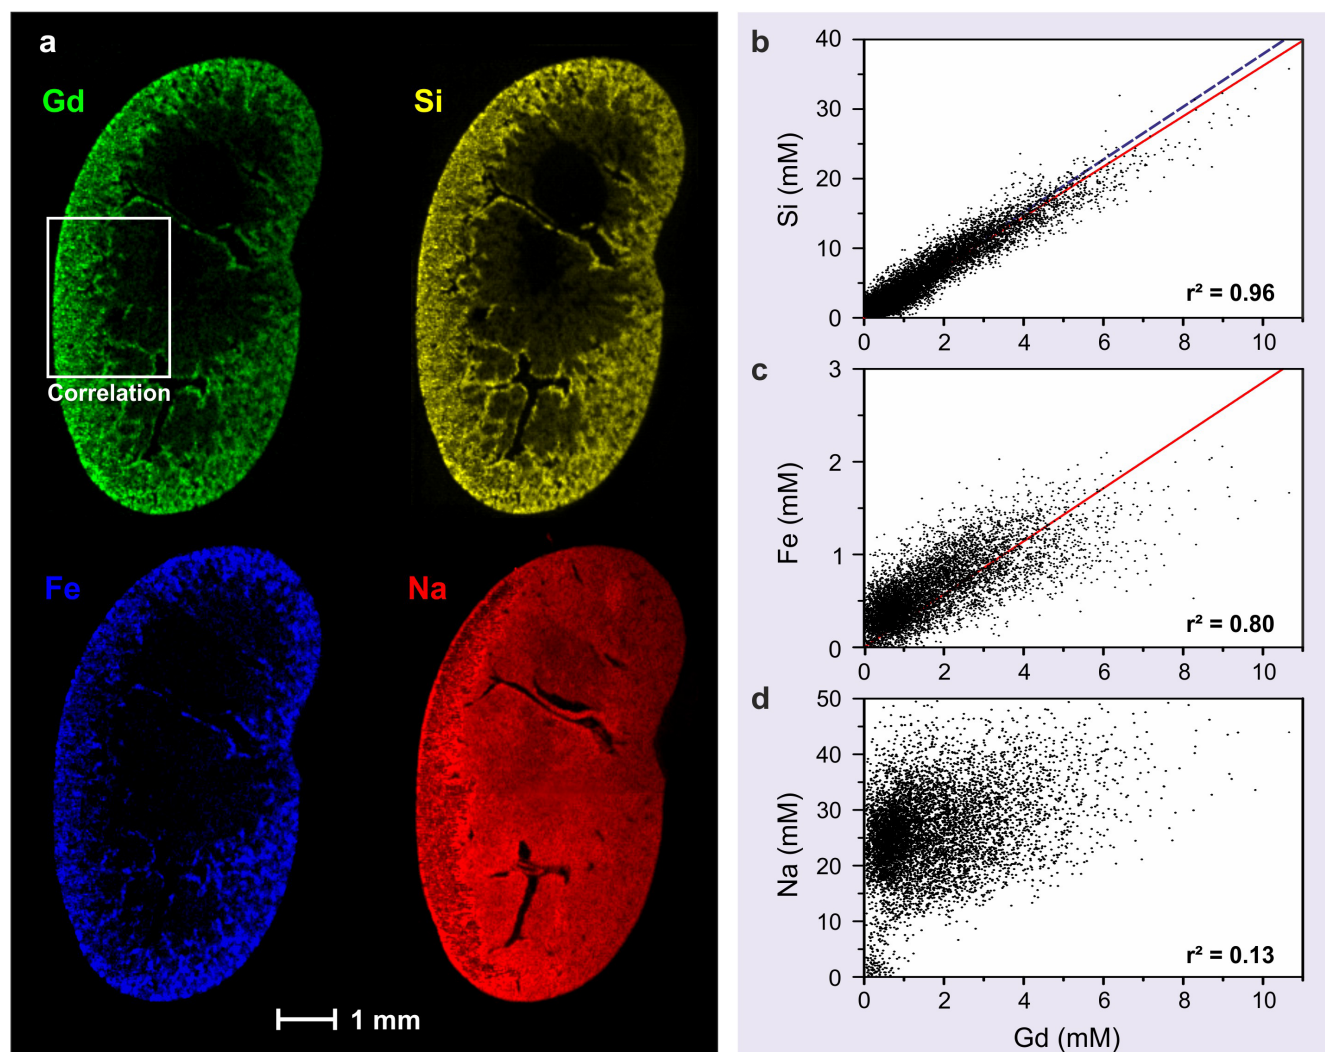 a
Gd
Si
Correlation
Fe
Na
1 mm
b
40
30
20
10
0
Si (mM)
r² = 0.96
0 2 4 6 8 10
c
3
2
1
0
Fe (mM)
r² = 0.80
0 2 4 6 8 10
d
50
40
30
20
10
0
Na (mM)
r² = 0.13
0 2 4 6 8 10
Gd (mM)